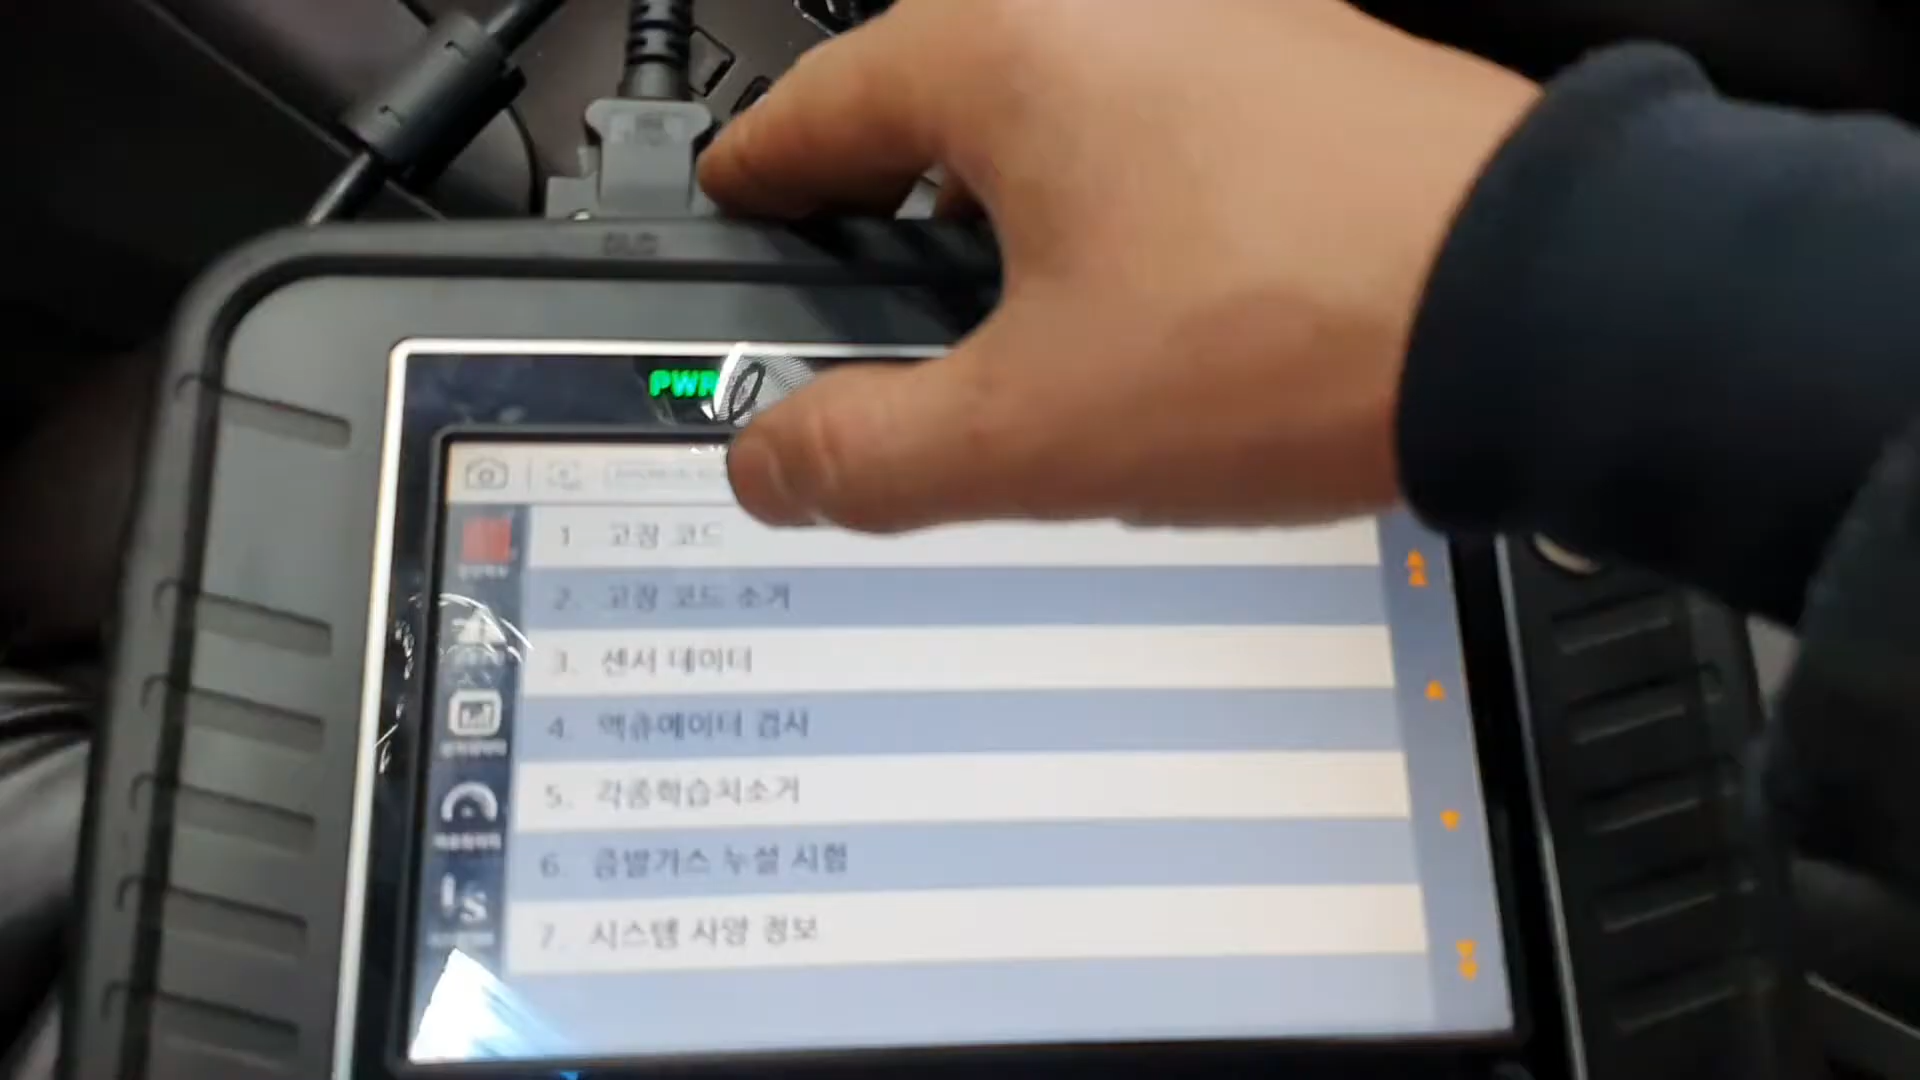 DLC
PWR
1. 고장 코드
2. 고장 코드 소거
3. 센서 데이터
4. 액츄에이터 검사
5. 각종학습치소거
6. 증발가스 누설 시험
7. 시스템 사양 정보